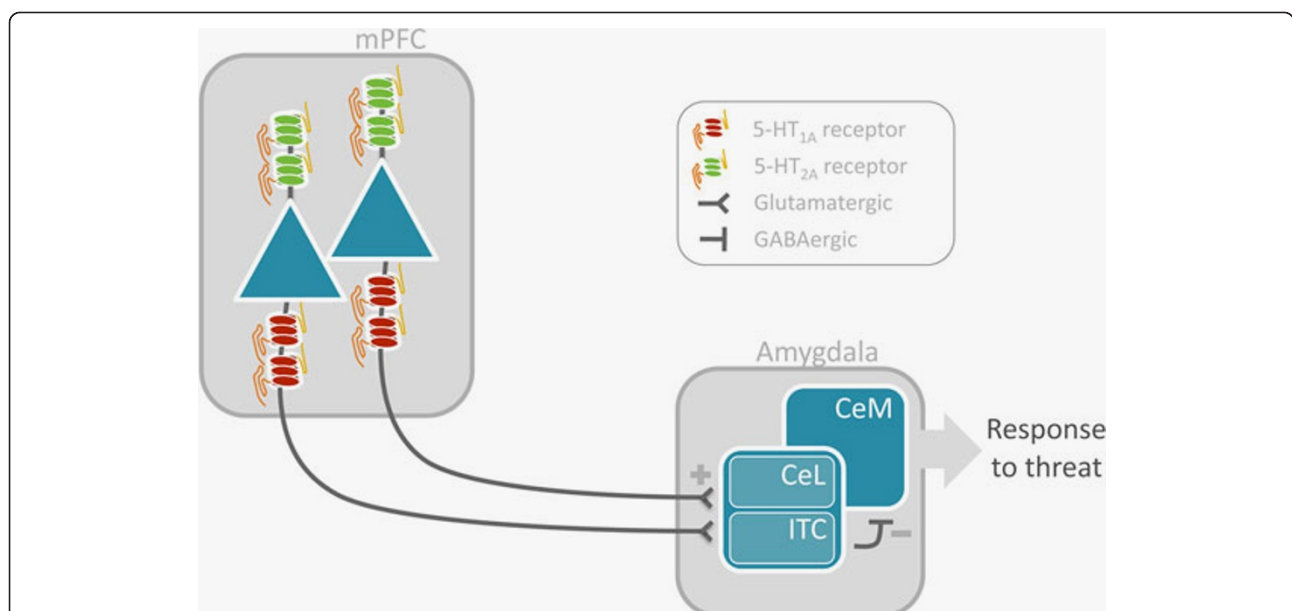 mPFC
5-HT1A receptor
5-HT2A receptor
Glutamatergic
GABAergic
Amygdala
CeM
CeL
ITC
+
−
Response
to threat